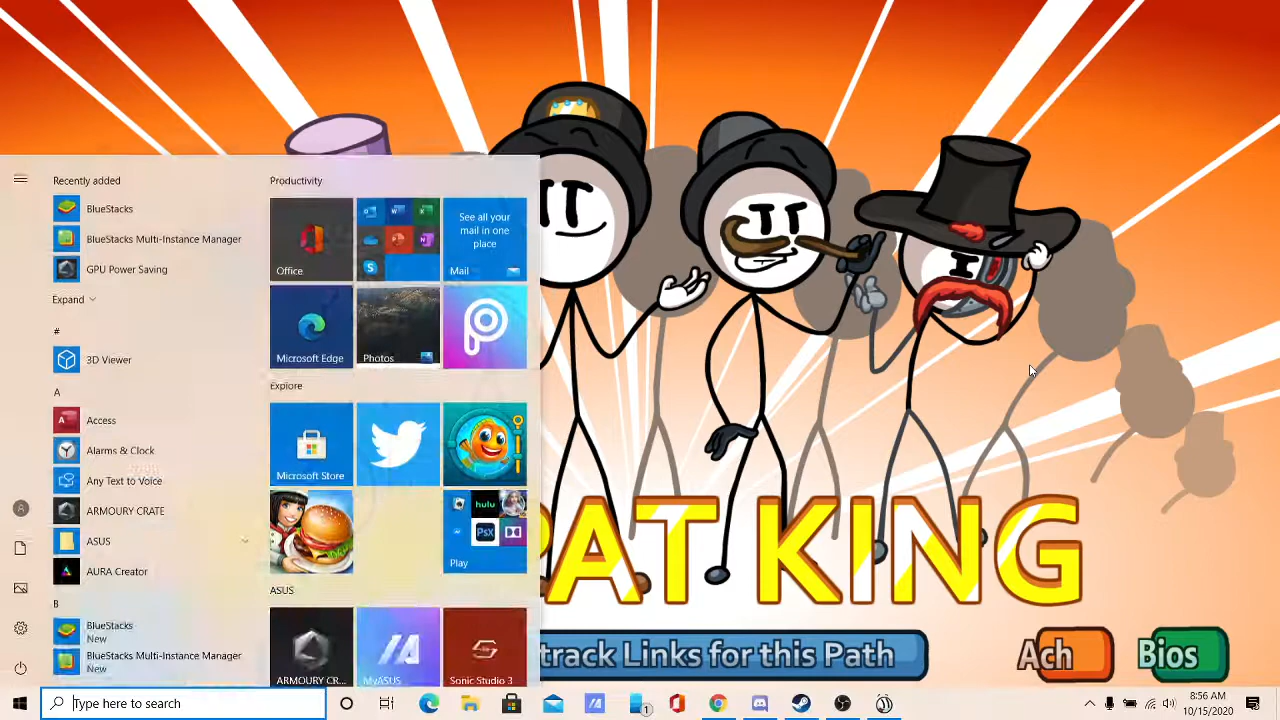 Recently added
BlueStacks
BlueStacks Multi-Instance Manager
GPU Power Saving
Expand
#
3D Viewer
A
Access
Alarms & Clock
Any Text to Voice
ARMOURY CRATE
ASUS
AURA Creator
B
BlueStacks
New
BlueStacks Multi-Instance Manager
New
Productivity
Office
See all your
mail in one
place
Mail
Microsoft Edge
Photos
Explore
Microsoft Store
hulu
Play
ASUS
ARMOURY CR...
MyASUS
Sonic Studio 3
PAT KING
track Links for this Path
Ach
Bios
Type here to search
1
8:56 AM
10/15/2020